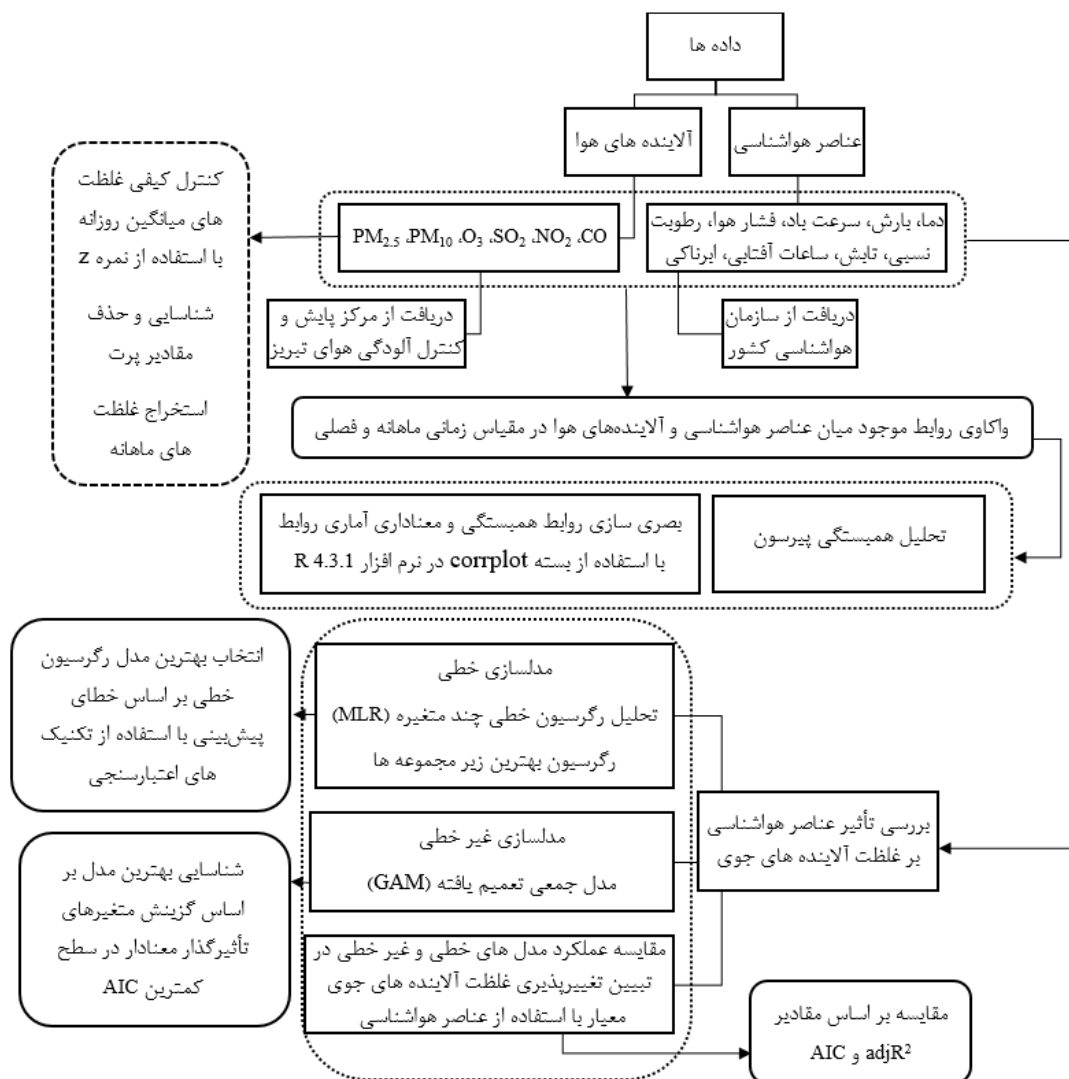 داده ها
آلاینده های هوا
عناصر هواشناسی
کنترل کیفی غلظت
های میانگین روزانه
با استفاده از نمره z
شناسایی و حذف
مقادیر پرت
استخراج غلظت
های ماهانه
PM2.5 ،PM10 ،O3 ،SO2 ،NO2 ،CO
دما، بارش، سرعت باد، فشار هوا، رطوبت
نسبی، تابش، ساعات آفتابی، ابرناکی
دریافت از مرکز پایش و
کنترل آلودگی هوای تبریز
دریافت از سازمان
هواشناسی کشور
واکاوی روابط موجود میان عناصر هواشناسی و آلاینده‌های هوا در مقیاس زمانی ماهانه و فصلی
تحلیل همبستگی پیرسون
بصری سازی روابط همبستگی و معناداری آماری روابط
با استفاده از بسته corrplot در نرم افزار R 4.3.1
بررسی تأثیر عناصر هواشناسی
بر غلظت آلاینده های جوی
مدلسازی خطی
تحلیل رگرسیون خطی چند متغیره (MLR)
رگرسیون بهترین زیر مجموعه ها
انتخاب بهترین مدل رگرسیون
خطی بر اساس خطای
پیش‌بینی با استفاده از تکنیک
های اعتبارسنجی
مدلسازی غیر خطی
مدل جمعی تعمیم یافته (GAM)
شناسایی بهترین مدل بر
اساس گزینش متغیرهای
تأثیرگذار معنادار در سطح
کمترین AIC
مقایسه عملکرد مدل های خطی و غیر خطی در
تبیین تغییرپذیری غلظت آلاینده های جوی
معیار با استفاده از عناصر هواشناسی
مقایسه بر اساس مقادیر
adjR² و AIC